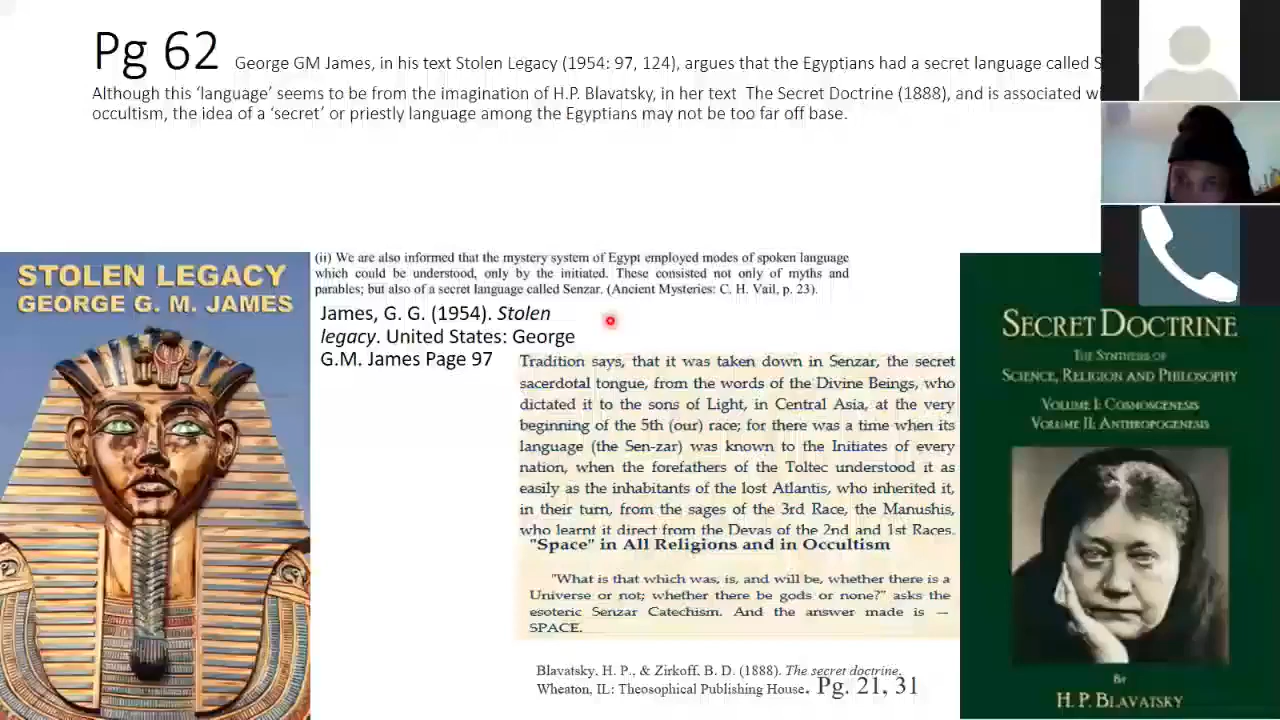 Pg 62 George GM James, in his text Stolen Legacy (1954: 97, 124), argues that the Egyptians had a secret language called
Although this ‘language’ seems to be from the imagination of H.P. Blavatsky, in her text The Secret Doctrine (1888), and is associated
occultism, the idea of a ‘secret’ or priestly language among the Egyptians may not be too far off base.
STOLEN LEGACY
GEORGE G. M. JAMES
(ii) We are also informed that the mystery system of Egypt employed modes of spoken language
which could be understood, only by the initiated. These consisted not only of myths and
parables; but also of a secret language called Senzar. (Ancient Mysteries: C. H. Vail, p. 23).
James, G. G. (1954). Stolen
legacy. United States: George
G.M. James Page 97
Tradition says, that it was taken down in Senzar, the secret
sacerdotal tongue, from the words of the Divine Beings, who
dictated it to the sons of Light, in Central Asia, at the very
beginning of the 5th (our) race; for there was a time when its
language (the Sen-zar) was known to the Initiates of every
nation, when the forefathers of the Toltec understood it as
easily as the inhabitants of the lost Atlantis, who inherited it,
in their turn, from the sages of the 3rd Race, the Manushis,
who learnt it direct from the Devas of the 2nd and 1st Races.
"Space" in All Religions and in Occultism
"What is that which was, is, and will be, whether there is a
Universe or not; whether there be gods or none?" asks the
esoteric Senzar Catechism. And the answer made is —
SPACE.
Blavatsky, H. P., & Zirkoff, B. D. (1888). The secret doctrine.
Wheaton, IL: Theosophical Publishing House. Pg. 21, 31
SECRET DOCTRINE
THE SYNTHESIS OF
SCIENCE, RELIGION AND PHILOSOPHY
VOLUME I: COSMOGENESIS
VOLUME II: ANTHROPOGENESIS
BY
H. P. BLAVATSKY